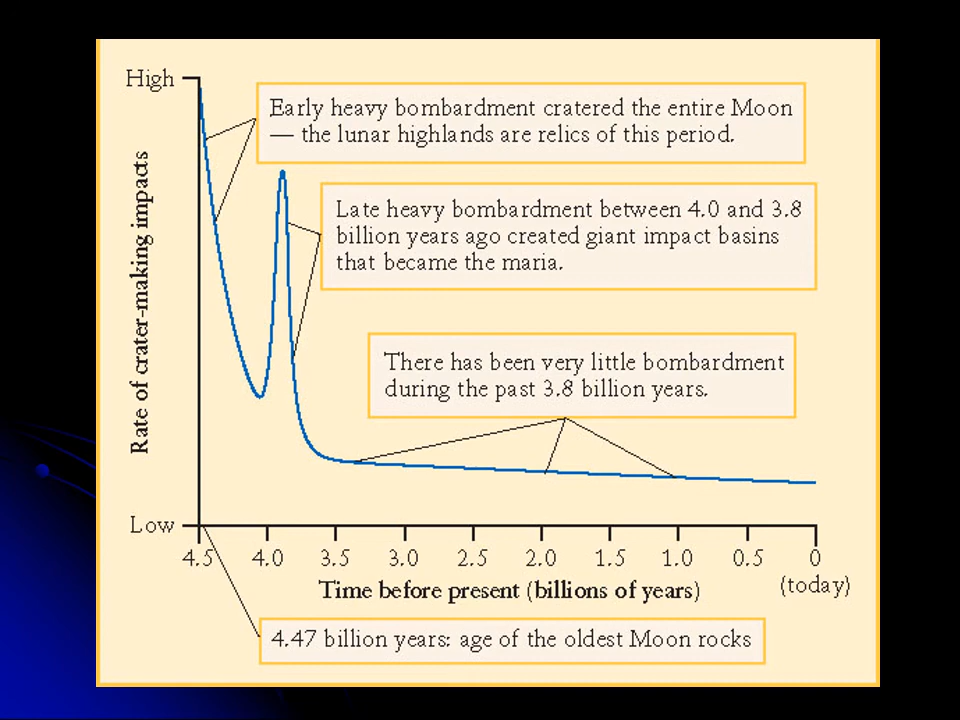 High
Early heavy bombardment cratered the entire Moon
— the lunar highlands are relics of this period.
Late heavy bombardment between 4.0 and 3.8
billion years ago created giant impact basins
that became the maria.
There has been very little bombardment
during the past 3.8 billion years.
Rate of crater-making impacts
Low
4.5 4.0 3.5 3.0 2.5 2.0 1.5 1.0 0.5 0
(today)
Time before present (billions of years)
4.47 billion years: age of the oldest Moon rocks